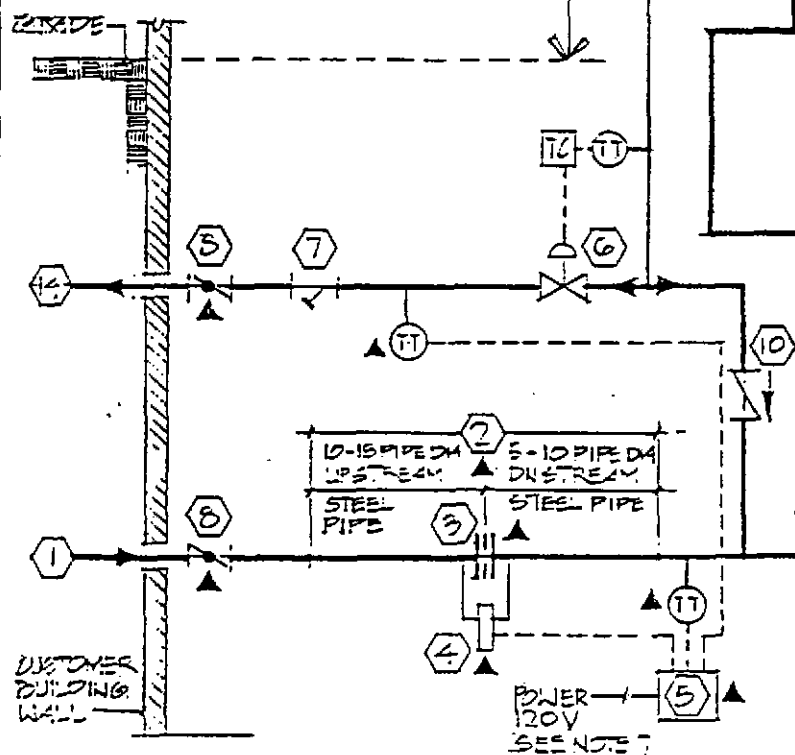 GRADE
TC TT
8 7 6
TT
10
2
10-15 PIPE DIA 5-10 PIPE DIA
UPSTREAM DNSTREAM
STEEL STEEL PIPE
PIPE
8 3
1
TT
4
5
CUSTOMER
BUILDING
WALL
POWER
120V
SEE NOTE 7